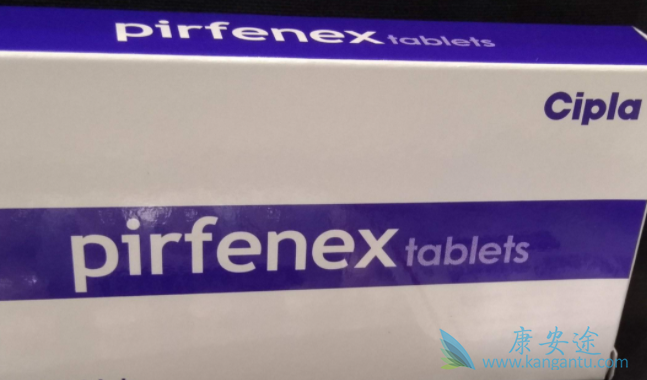 pirfenex tablets
Cipla
pirfenex tablets
康安途
www.kangantu.com